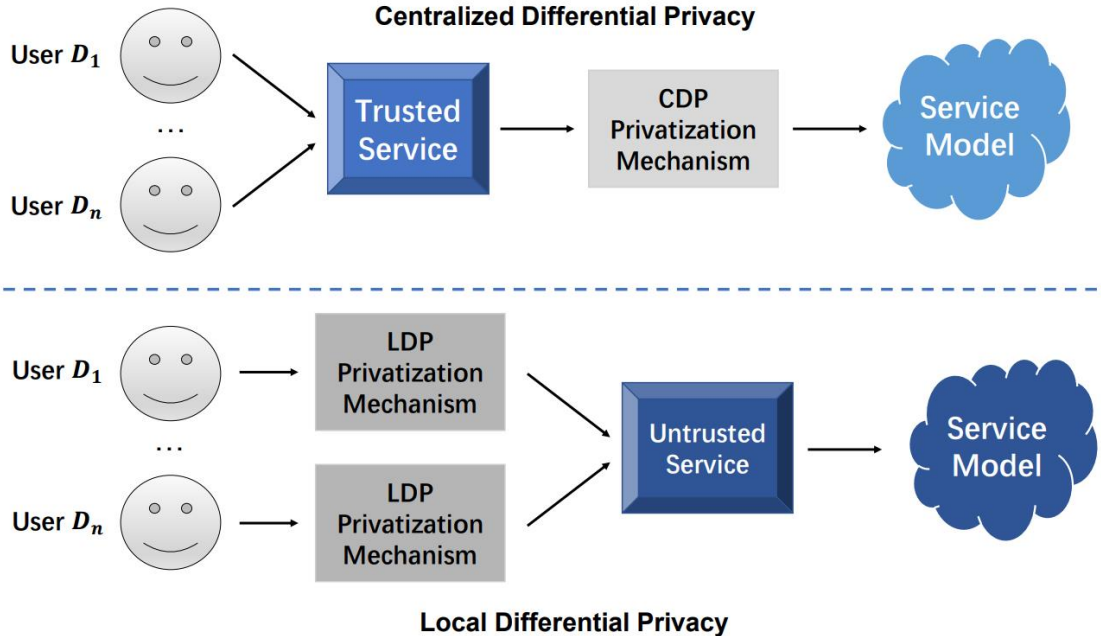 Centralized Differential Privacy
User D₁
...
User Dₙ
Trusted
Service
CDP
Privatization
Mechanism
Service
Model
User D₁
...
User Dₙ
LDP
Privatization
Mechanism
LDP
Privatization
Mechanism
Untrusted
Service
Service
Model
Local Differential Privacy